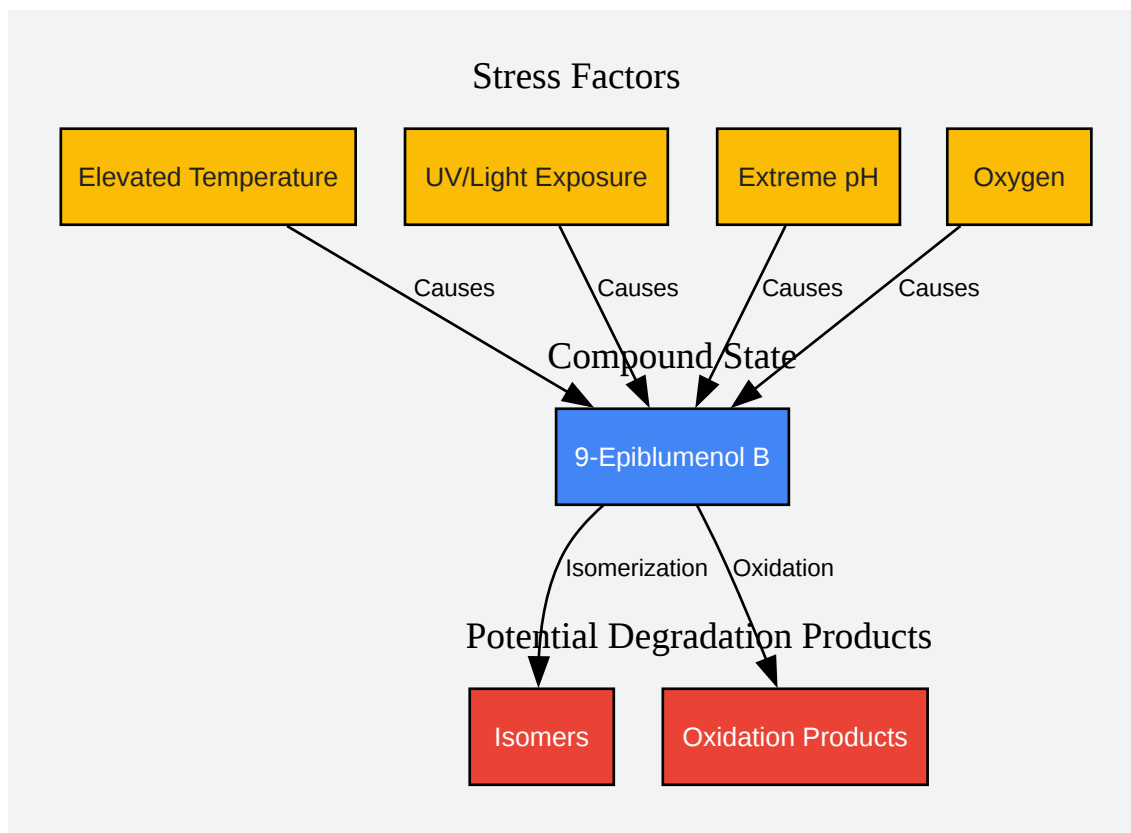 Stress Factors
Elevated Temperature
UV/Light Exposure
Extreme pH
Oxygen
Causes
Causes
Causes
Causes
Compound State
9-Epiblumenol B
Isomerization
Oxidation
Potential Degradation Products
Isomers
Oxidation Products